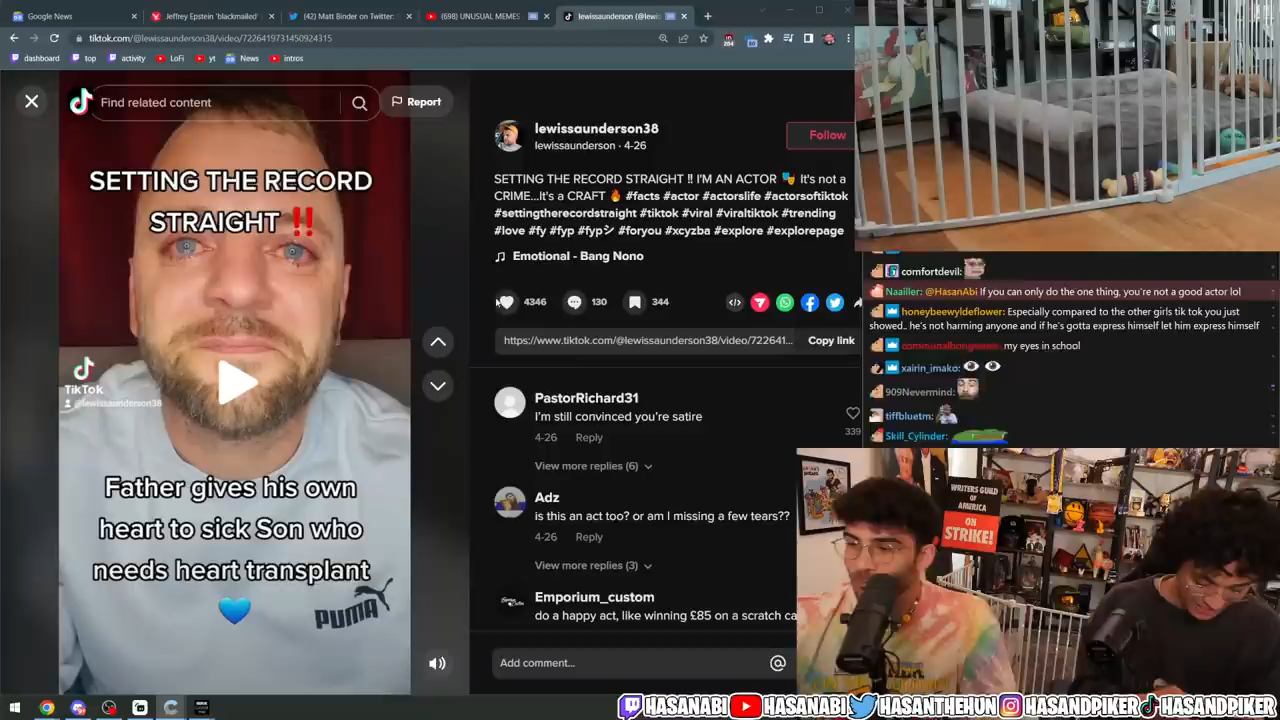 Google News
Jeffrey Epstein 'blackmailed'
(42) Matt Binder on Twitter:
(698) UNUSUAL MEMES
lewissaunderson (@lewis
tiktok.com/@lewissaunderson38/video/7226419731450924315
dashboard
top
activity
LoFi
yt
News
intros
Find related content
Report
SETTING THE RECORD
STRAIGHT ‼️
TikTok
@lewissaunderson38
Father gives his own
heart to sick Son who
needs heart transplant
💙
PUMA
lewissaunderson38
lewissaunderson · 4-26
Follow
SETTING THE RECORD STRAIGHT ‼ I'M AN ACTOR 🎭 It's not a
CRIME...It's a CRAFT 🔥 #facts #actor #actorslife #actorsoftiktok
#settingtherecordstraight #tiktok #viral #viraltiktok #trending
#love #fy #fyp #fypシ #foryou #xcyzba #explore #explorepage
Emotional - Bang Nono
4346
130
344
https://www.tiktok.com/@lewissaunderson38/video/722641...
Copy link
PastorRichard31
I'm still convinced you're satire
4-26 Reply
339
View more replies (6)
Adz
is this an act too? or am I missing a few tears??
4-26 Reply
View more replies (3)
Emporium_custom
do a happy act, like winning £85 on a scratch ca
Add comment...
comfortdevil:
Naailler: @HasanAbi If you can only do the one thing, you're not a good actor lol
honeybeewyldeflower: Especially compared to the other girls tik tok you just
showed.. he's not harming anyone and if he's gotta express himself let him express himself
my eyes in school
xairin_imako: 👁 👁
909Nevermind:
tiffbluetm:
Skill_Cylinder:
WRITERS GUILD
OF
AMERICA
ON
STRIKE!
HASANABI
HASANABI
HASANTHEHUN
HASANDPIKER
HASANDPIKER